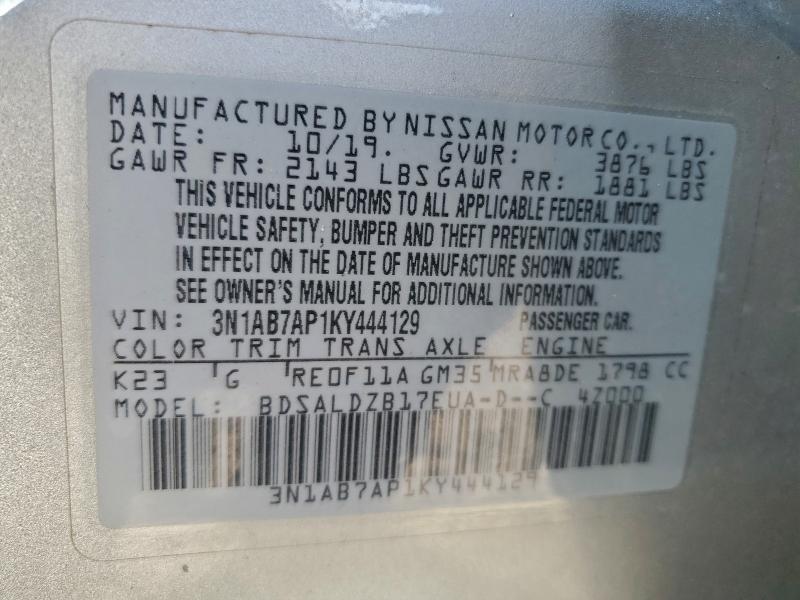 MANUFACTURED BY NISSAN MOTOR CO., LTD.
DATE: 10/19. GVWR: 3876 LBS
GAWR FR: 2143 LBS GAWR RR: 1881 LBS
THIS VEHICLE CONFORMS TO ALL APPLICABLE FEDERAL MOTOR
VEHICLE SAFETY, BUMPER AND THEFT PREVENTION STANDARDS
IN EFFECT ON THE DATE OF MANUFACTURE SHOWN ABOVE.
SEE OWNER'S MANUAL FOR ADDITIONAL INFORMATION.
VIN: 3N1AB7AP1KY444129 PASSENGER CAR.
COLOR TRIM TRANS AXLE ENGINE
K23 G RE0F11A GM35 MRA8DE 1798 CC
MODEL: BDSALDZB17EUA-D--C 4Z000
3N1AB7AP1KY444129